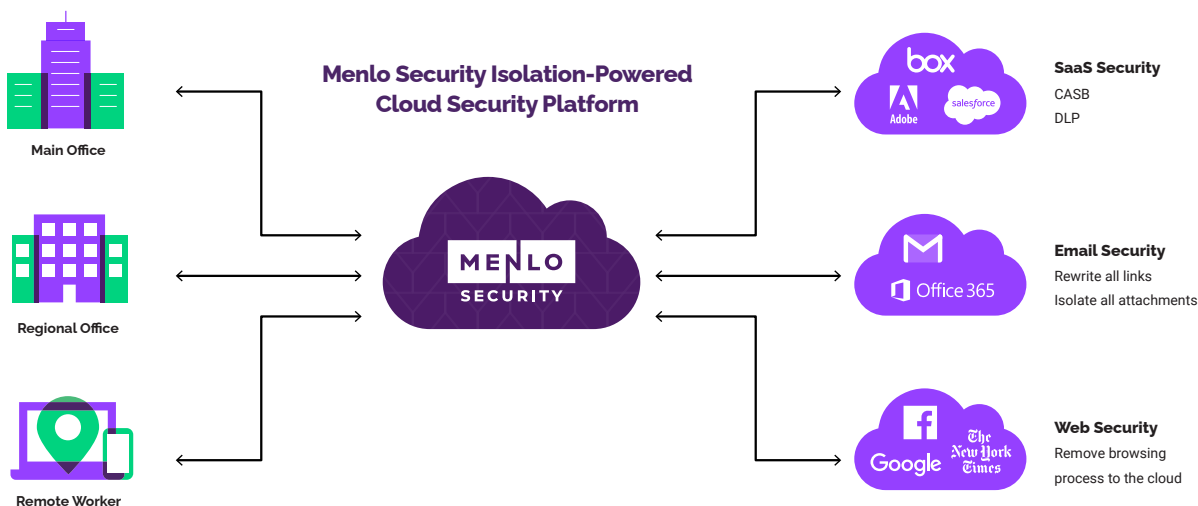 Menlo Security Isolation-Powered
Cloud Security Platform
Main Office
Regional Office
Remote Worker
MENLO
SECURITY
box
Adobe
salesforce
SaaS Security
CASB
DLP
Office 365
Email Security
Rewrite all links
Isolate all attachments
Google
The
New York
Times
Web Security
Remove browsing
process to the cloud